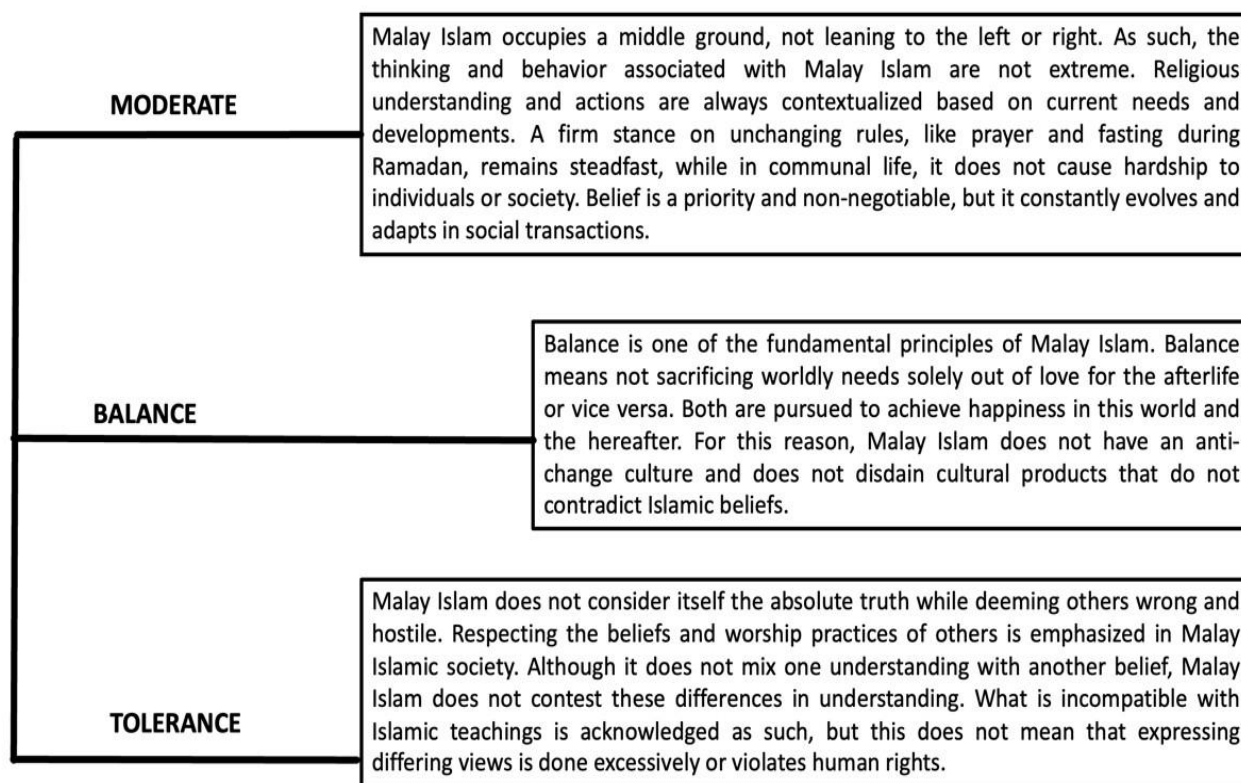 MODERATE
Malay Islam occupies a middle ground, not leaning to the left or right. As such, the
thinking and behavior associated with Malay Islam are not extreme. Religious
understanding and actions are always contextualized based on current needs and
developments. A firm stance on unchanging rules, like prayer and fasting during
Ramadan, remains steadfast, while in communal life, it does not cause hardship to
individuals or society. Belief is a priority and non-negotiable, but it constantly evolves and
adapts in social transactions.
BALANCE
Balance is one of the fundamental principles of Malay Islam. Balance
means not sacrificing worldly needs solely out of love for the afterlife
or vice versa. Both are pursued to achieve happiness in this world and
the hereafter. For this reason, Malay Islam does not have an anti-
change culture and does not disdain cultural products that do not
contradict Islamic beliefs.
TOLERANCE
Malay Islam does not consider itself the absolute truth while deeming others wrong and
hostile. Respecting the beliefs and worship practices of others is emphasized in Malay
Islamic society. Although it does not mix one understanding with another belief, Malay
Islam does not contest these differences in understanding. What is incompatible with
Islamic teachings is acknowledged as such, but this does not mean that expressing
differing views is done excessively or violates human rights.